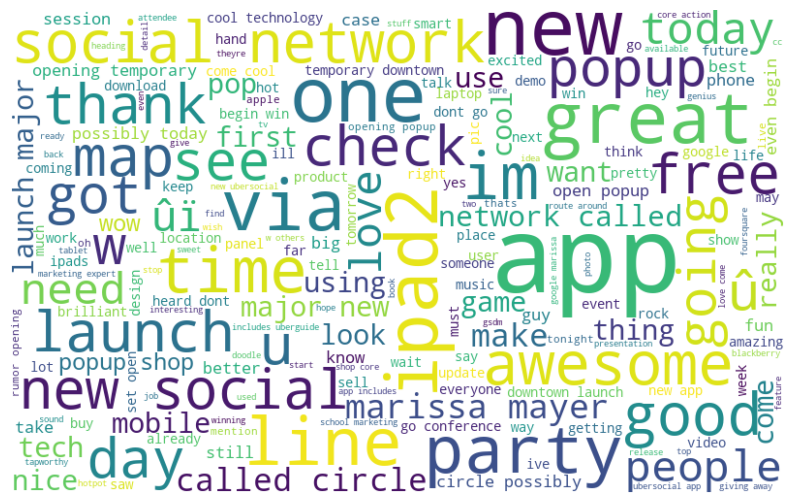 session
attendee
cool technology
stuff
smart
case
new
today
core action
available
cc
social network
hand
theyre
go
future
heading
detail
opening temporary
come cool
temporary downtown
excited
popup
best
phone
download
pop
hot
talk
use
demo
thank
even
apple
begin win
laptop
sure
win
hey
genius
one
cool
great
even begin
possibly today
first
tv
dont go
pic
opening popup
next
launch major
ready
give
ill
check
idea
think
google
life
live
map
see
back
product
right
yes
im
want
pretty
free
coming
keep
love
open popup
may
got
via
new ubersocial
two
thats
route around
wow
find
ipad2
network called
much
work
oh
well
location
wish
panel
w others
place
show
foursquare
w
ûï
big
tomorrow
app
going
û
really
tablet
sweet
far
user
someone
ipads
time
tell
music
google marissa
photo
marketing expert
stop
using
book
game
event
rock
need
design
brilliant
heard dont
major new
must
guy
gsdm
thing
fun
rumor opening
interesting
includes uberguide
hope
look
make
tonight
presentation
amazing
love come
launch
u
doodle
know
wait
say
awesome
blackberry
lot
popup shop
better
start
shop core
update
everyone
downtown launch
new app
week
feature
set open
sell
app includes
new social
job
used
marissa mayer
come
take
buy
sound
winning
mobile
school marketing
go conference
way
getting
good
tech
already
mention
line
party
ive
video
release
top
day
still
circle possibly
people
nice
saw
tapworthy
hotpot
called circle
ubersocial app
giving away